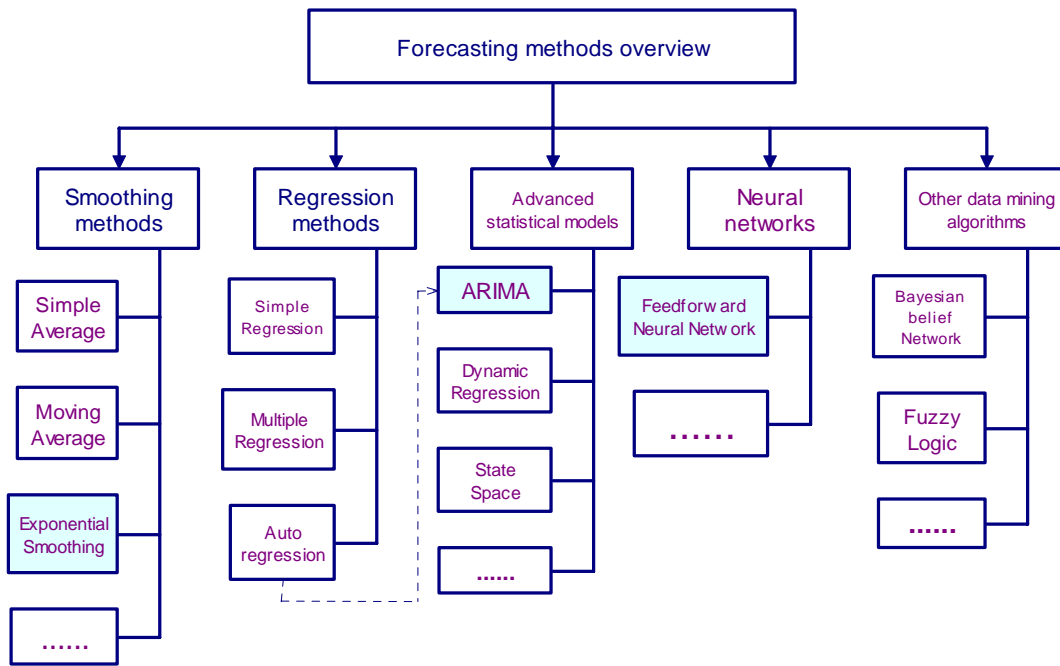 Forecasting methods overview
Smoothing
methods
Regression
methods
Advanced
statistical models
Neural
networks
Other data mining
algorithms
Simple
Average
Moving
Average
Exponential
Smoothing
......
Simple
Regression
Multiple
Regression
Auto
regression
ARIMA
Dynamic
Regression
State
Space
......
Feedforward
Neural Network
......
Bayesian
belief
Network
Fuzzy
Logic
......